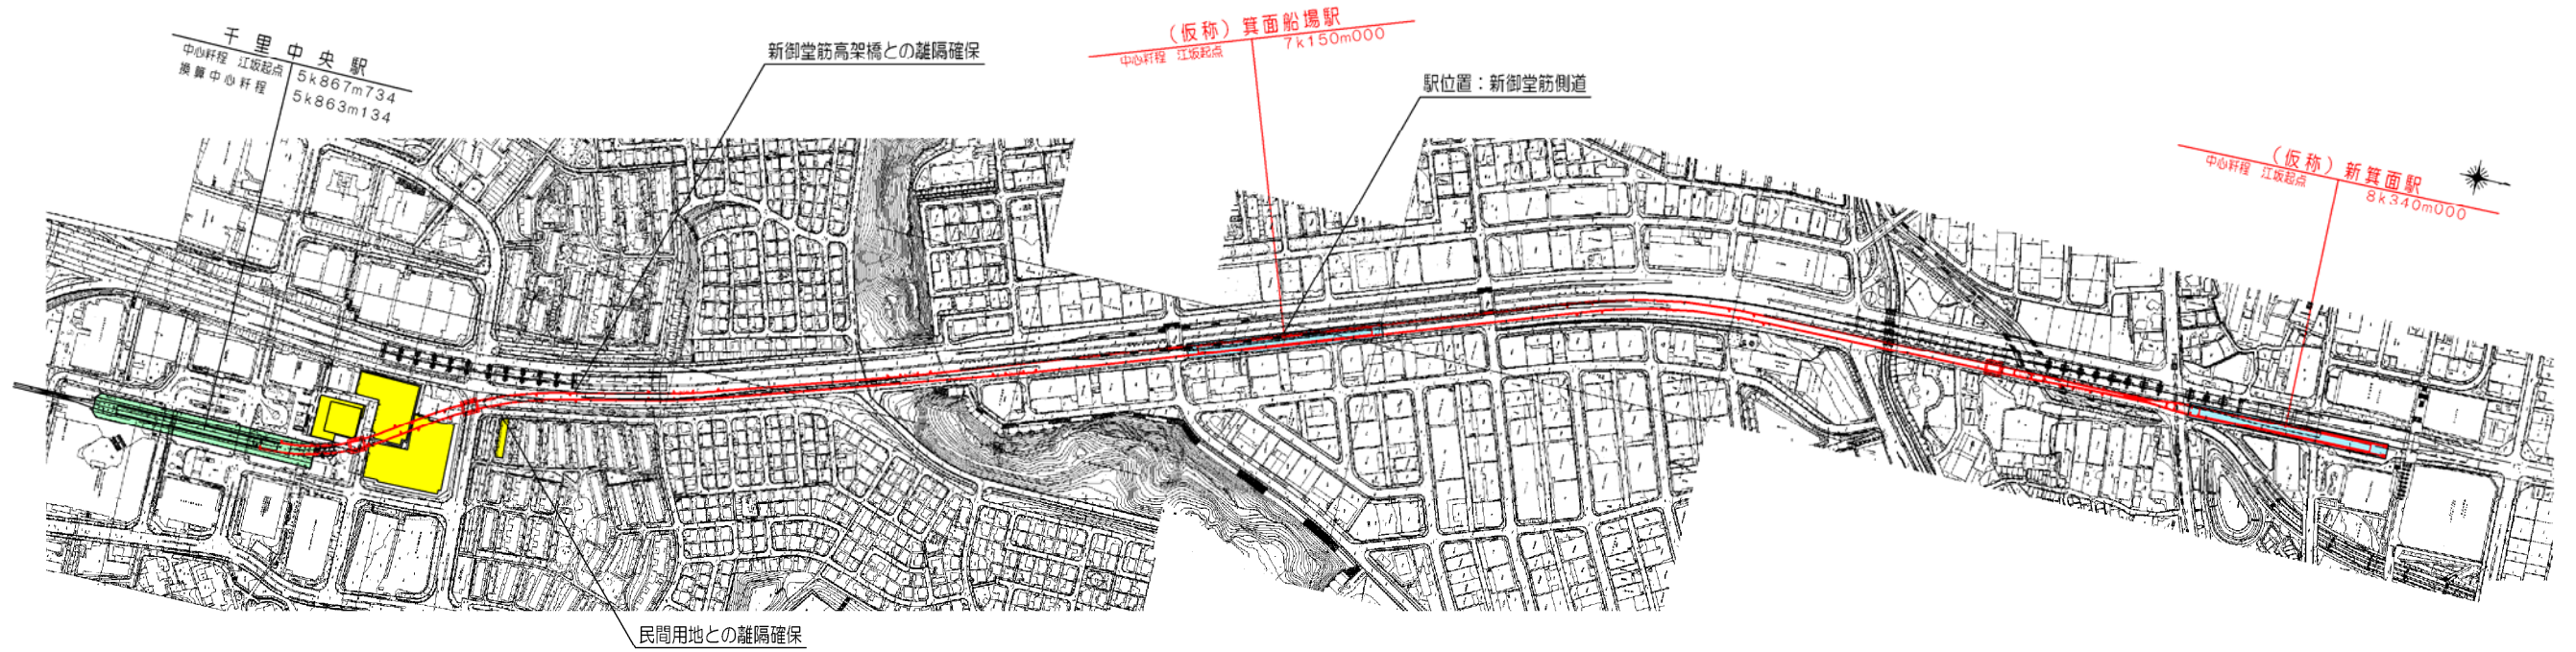 千里中央駅
中心粁程 江坂起点 5k867m734
換算中心粁程 5k863m134
新御堂筋高架橋との離隔確保
(仮称)箕面船場駅
中心粁程 江坂起点 7k150m000
駅位置:新御堂筋側道
(仮称)新箕面駅
中心粁程 江坂起点 8k340m000
民間用地との離隔確保